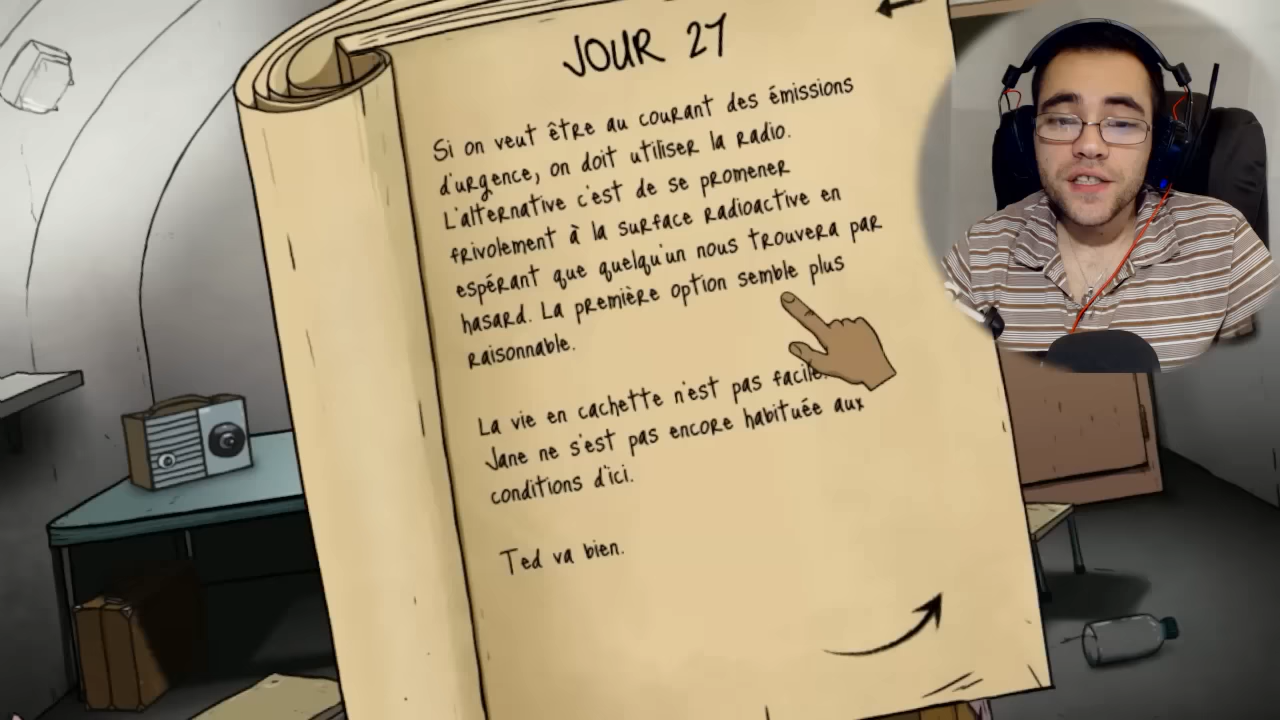 JOUR 27
Si on veut être au courant des émissions
d'urgence, on doit utiliser la radio.
L'alternative c'est de se promener
frivolement à la surface radioactive en
espérant que quelqu'un nous trouvera par
hasard. La première option semble plus
raisonnable.
La vie en cachette n'est pas facile.
Jane ne s'est pas encore habituée aux
conditions d'ici.
Ted va bien.